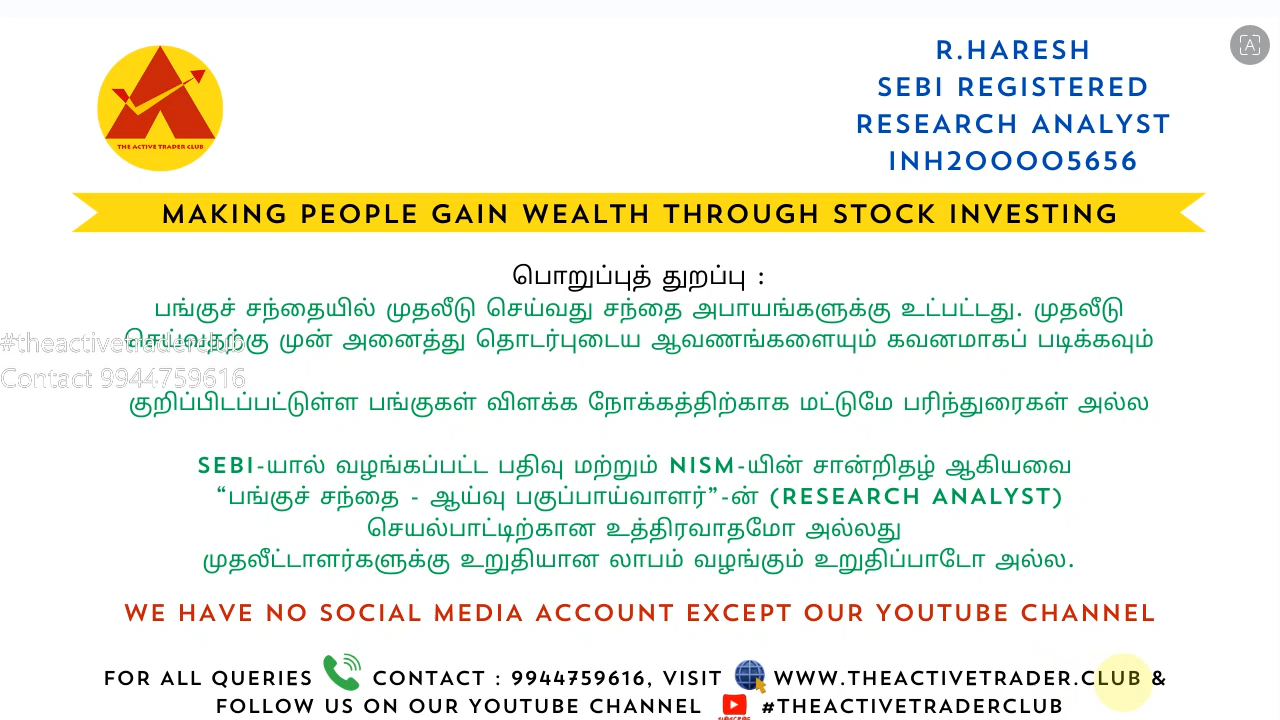 THE ACTIVE TRADER CLUB
R.HARESH
SEBI REGISTERED
RESEARCH ANALYST
INH200005656
MAKING PEOPLE GAIN WEALTH THROUGH STOCK INVESTING
பொறுப்புத் துறப்பு :
பங்குச் சந்தையில் முதலீடு செய்வது சந்தை அபாயங்களுக்கு உட்பட்டது. முதலீடு
செய்வதற்கு முன் அனைத்து தொடர்புடைய ஆவணங்களையும் கவனமாகப் படிக்கவும்
#theactivetraderclub
Contact 9944759616
குறிப்பிடப்பட்டுள்ள பங்குகள் விளக்க நோக்கத்திற்காக மட்டுமே பரிந்துரைகள் அல்ல
SEBI-யால் வழங்கப்பட்ட பதிவு மற்றும் NISM-யின் சான்றிதழ் ஆகியவை
“பங்குச் சந்தை - ஆய்வு பகுப்பாய்வாளர்”-ன் (RESEARCH ANALYST)
செயல்பாட்டிற்கான உத்திரவாதமோ அல்லது
முதலீட்டாளர்களுக்கு உறுதியான லாபம் வழங்கும் உறுதிப்பாடோ அல்ல.
WE HAVE NO SOCIAL MEDIA ACCOUNT EXCEPT OUR YOUTUBE CHANNEL
FOR ALL QUERIES CONTACT : 9944759616, VISIT WWW.THEACTIVETRADER.CLUB &
FOLLOW US ON OUR YOUTUBE CHANNEL #THEACTIVETRADERCLUB